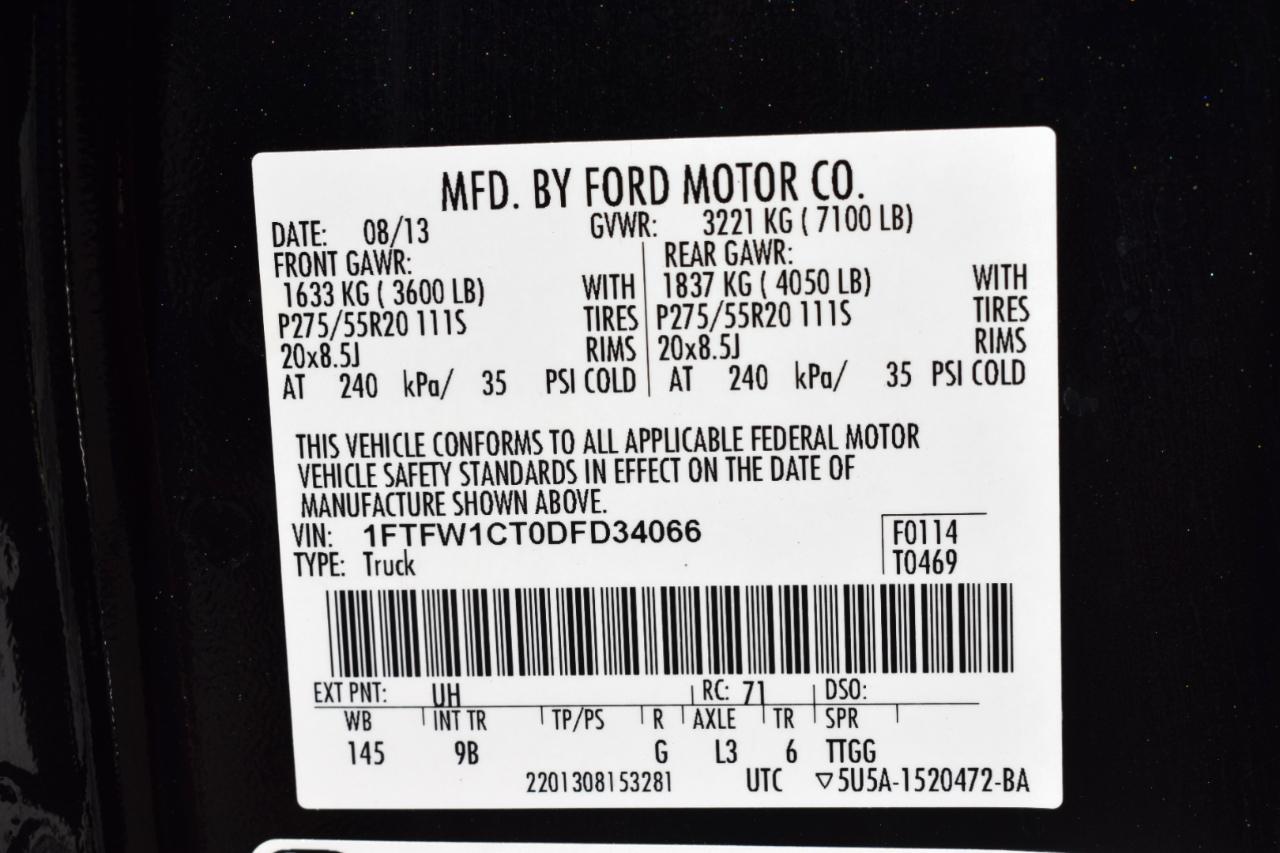 MFD. BY FORD MOTOR CO.
DATE: 08/13 GVWR: 3221 KG ( 7100 LB)
FRONT GAWR: REAR GAWR:
1633 KG ( 3600 LB) WITH 1837 KG ( 4050 LB) WITH
P275/55R20 111S TIRES P275/55R20 111S TIRES
20x8.5J RIMS 20x8.5J RIMS
AT 240 kPa/ 35 PSI COLD AT 240 kPa/ 35 PSI COLD
THIS VEHICLE CONFORMS TO ALL APPLICABLE FEDERAL MOTOR
VEHICLE SAFETY STANDARDS IN EFFECT ON THE DATE OF
MANUFACTURE SHOWN ABOVE.
VIN: 1FTFW1CT0DFD34066 F0114
TYPE: Truck T0469
EXT PNT: UH RC: 71 DSO:
WB INT TR TP/PS R AXLE TR SPR
145 9B G L3 6 TTGG
2201308153281 UTC ▽5U5A-1520472-BA